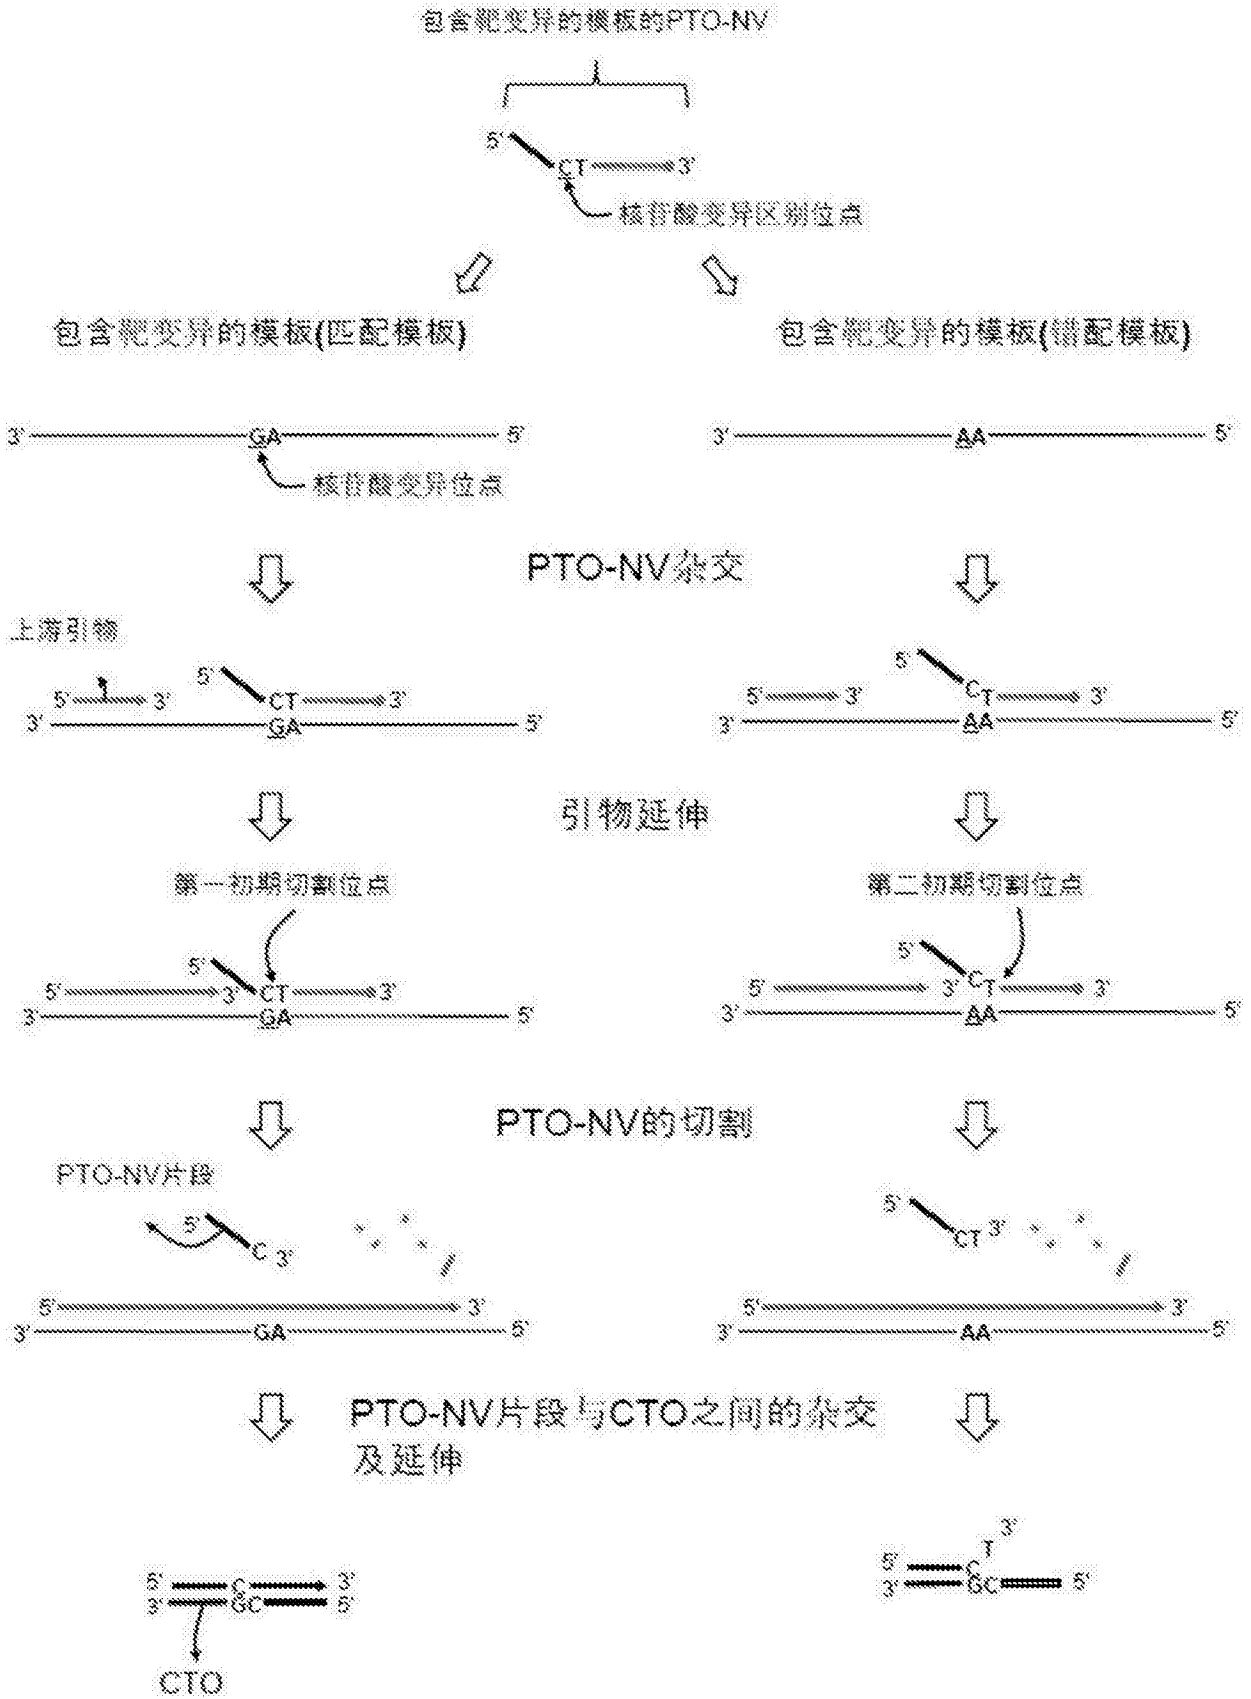 包含靶变异的模板的PTO-NV
5'
CT
3'
核苷酸变异区别位点
包含靶变异的模板(匹配模板)
包含靶变异的模板(错配模板)
3' GA 5'
3' AA 5'
核苷酸变异位点
PTO-NV杂交
上游引物
5' 3' 5' CT 3'
3' GA 5'
5' 3' 5' C T 3'
3' AA 5'
引物延伸
第一初期切割位点
第二初期切割位点
5' 3' 5' CT 3'
3' GA 5'
5' 3' 5' C T 3'
3' AA 5'
PTO-NV的切割
PTO-NV片段
5' C 3'
5' CT 3'
5' 3'
3' GA 5'
5' 3'
3' AA 5'
PTO-NV片段与CTO之间的杂交
及延伸
5' C 3'
3' GC 5'
CTO
3'
T
5' C
3' GC 5'